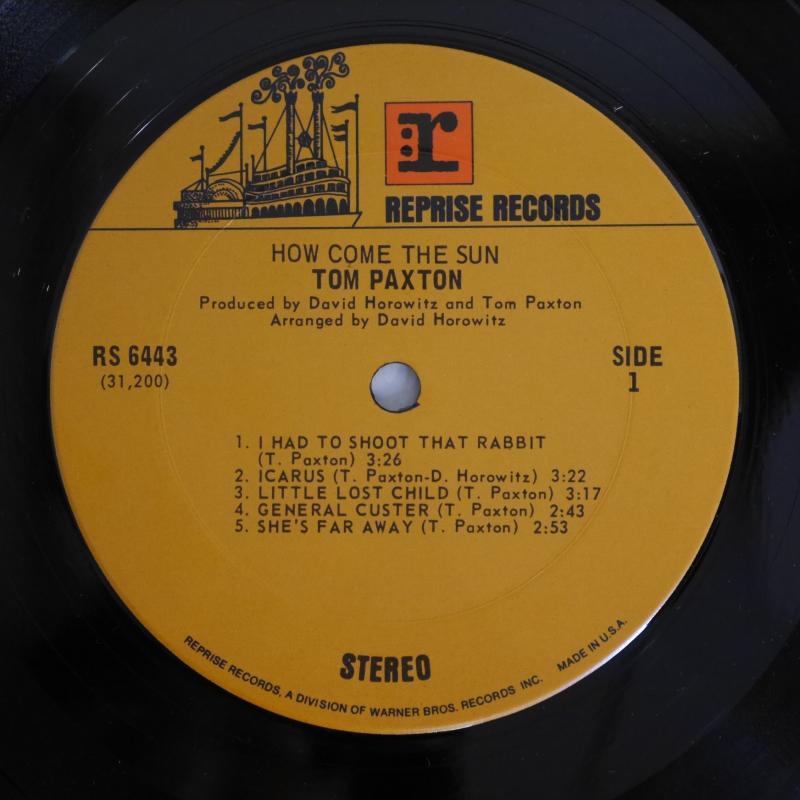 r
REPRISE RECORDS
HOW COME THE SUN
TOM PAXTON
Produced by David Horowitz and Tom Paxton
Arranged by David Horowitz
RS 6443
(31,200)
SIDE
1
1. I HAD TO SHOOT THAT RABBIT
(T. Paxton) 3:26
2. ICARUS (T. Paxton-D. Horowitz) 3:22
3. LITTLE LOST CHILD (T. Paxton) 3:17
4. GENERAL CUSTER (T. Paxton) 2:43
5. SHE'S FAR AWAY (T. Paxton) 2:53
STEREO
REPRISE RECORDS, A DIVISION OF WARNER BROS. RECORDS INC. MADE IN U.S.A.